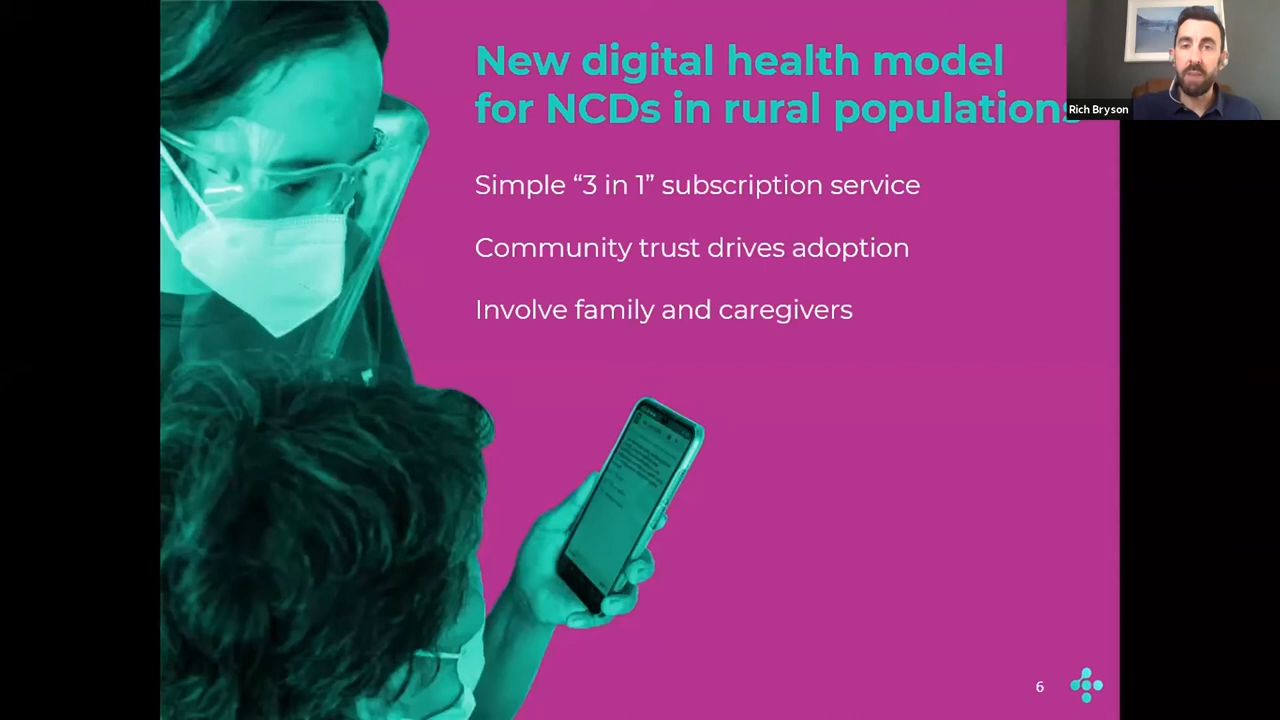 New digital health model
for NCDs in rural populations
Rich Bryson
Simple “3 in 1” subscription service
Community trust drives adoption
Involve family and caregivers
6